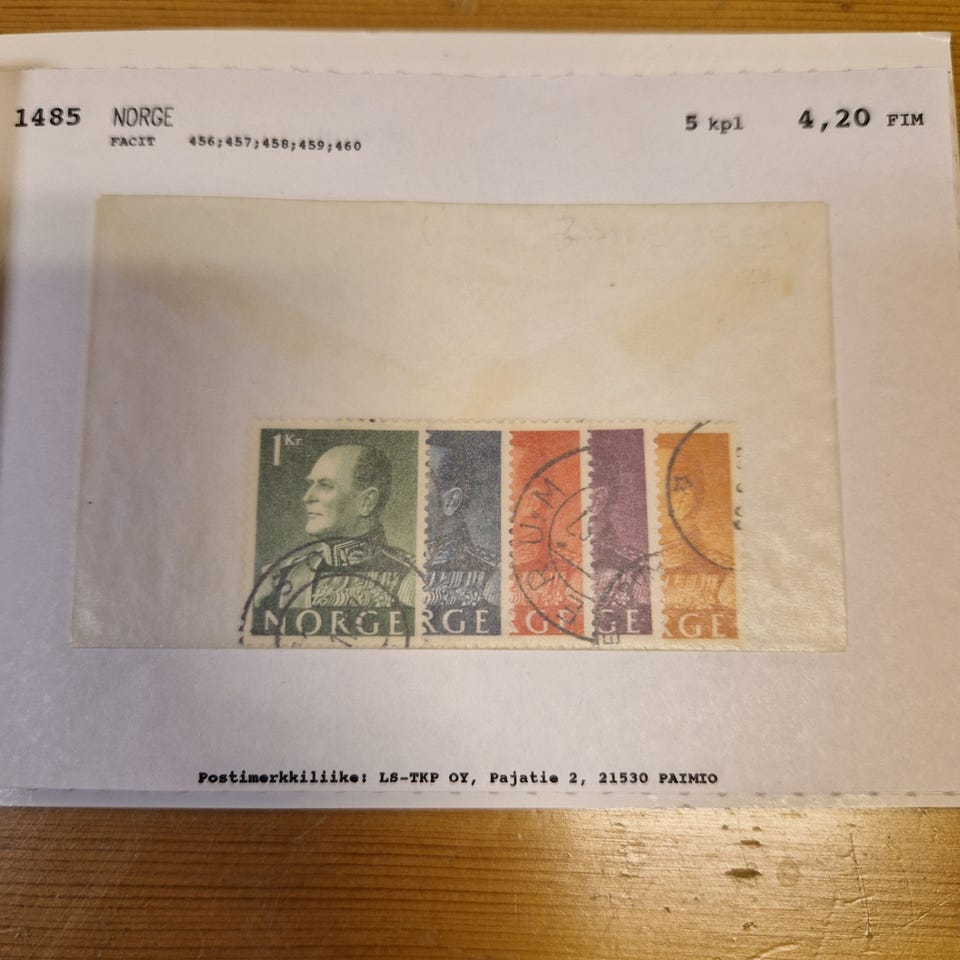 1485 NORGE 5 kpl 4,20 FIM
FACIT 456;457;458;459;460
1 Kr.
NORGE RGE GE GE RGE
Postimerkkiliike: LS-TKP OY, Pajatie 2, 21530 PAIMIO